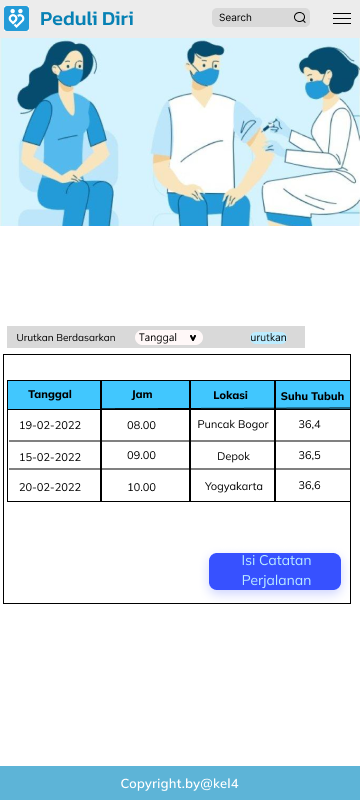 Peduli Diri
Search
Urutkan Berdasarkan Tanggal urutkan
Tanggal Jam Lokasi Suhu Tubuh
19-02-2022 08.00 Puncak Bogor 36,4
15-02-2022 09.00 Depok 36,5
20-02-2022 10.00 Yogyakarta 36,6
Isi Catatan
Perjalanan
Copyright.by@kel4